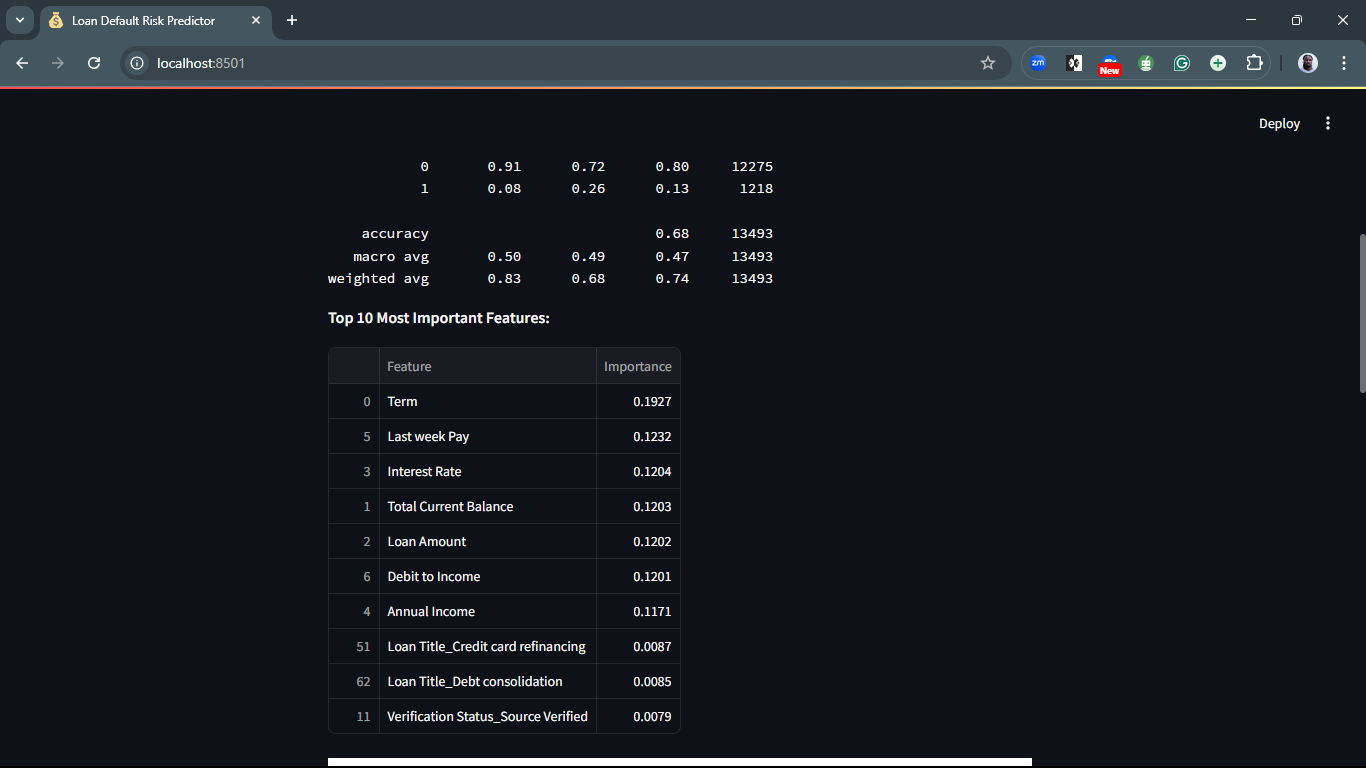 Loan Default Risk Predictor
localhost:8501
zm
New
Deploy
0 0.91 0.72 0.80 12275
1 0.08 0.26 0.13 1218
accuracy 0.68 13493
macro avg 0.50 0.49 0.47 13493
weighted avg 0.83 0.68 0.74 13493
Top 10 Most Important Features:
Feature Importance
0 Term 0.1927
5 Last week Pay 0.1232
3 Interest Rate 0.1204
1 Total Current Balance 0.1203
2 Loan Amount 0.1202
6 Debit to Income 0.1201
4 Annual Income 0.1171
51 Loan Title_Credit card refinancing 0.0087
62 Loan Title_Debt consolidation 0.0085
11 Verification Status_Source Verified 0.0079